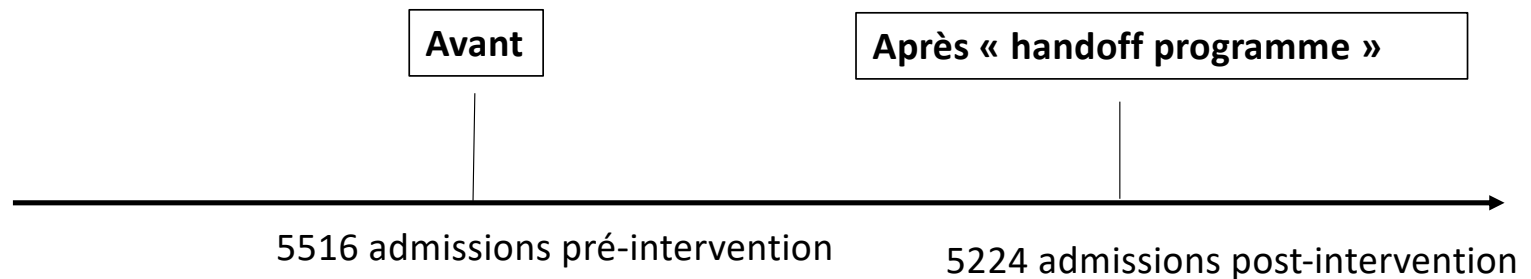 Avant
Après « handoff programme »
5516 admissions pré-intervention
5224 admissions post-intervention